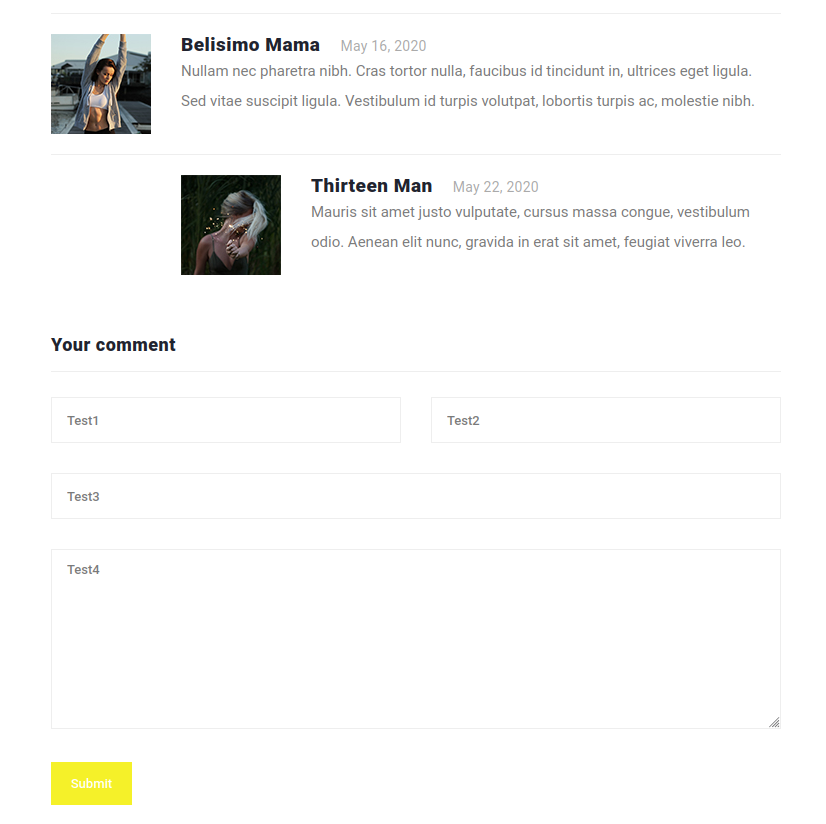 Belisimo Mama May 16, 2020
Nullam nec pharetra nibh. Cras tortor nulla, faucibus id tincidunt in, ultrices eget ligula.
Sed vitae suscipit ligula. Vestibulum id turpis volutpat, lobortis turpis ac, molestie nibh.
Thirteen Man May 22, 2020
Mauris sit amet justo vulputate, cursus massa congue, vestibulum
odio. Aenean elit nunc, gravida in erat sit amet, feugiat viverra leo.
Your comment
Test1 Test2
Test3
Test4
Submit